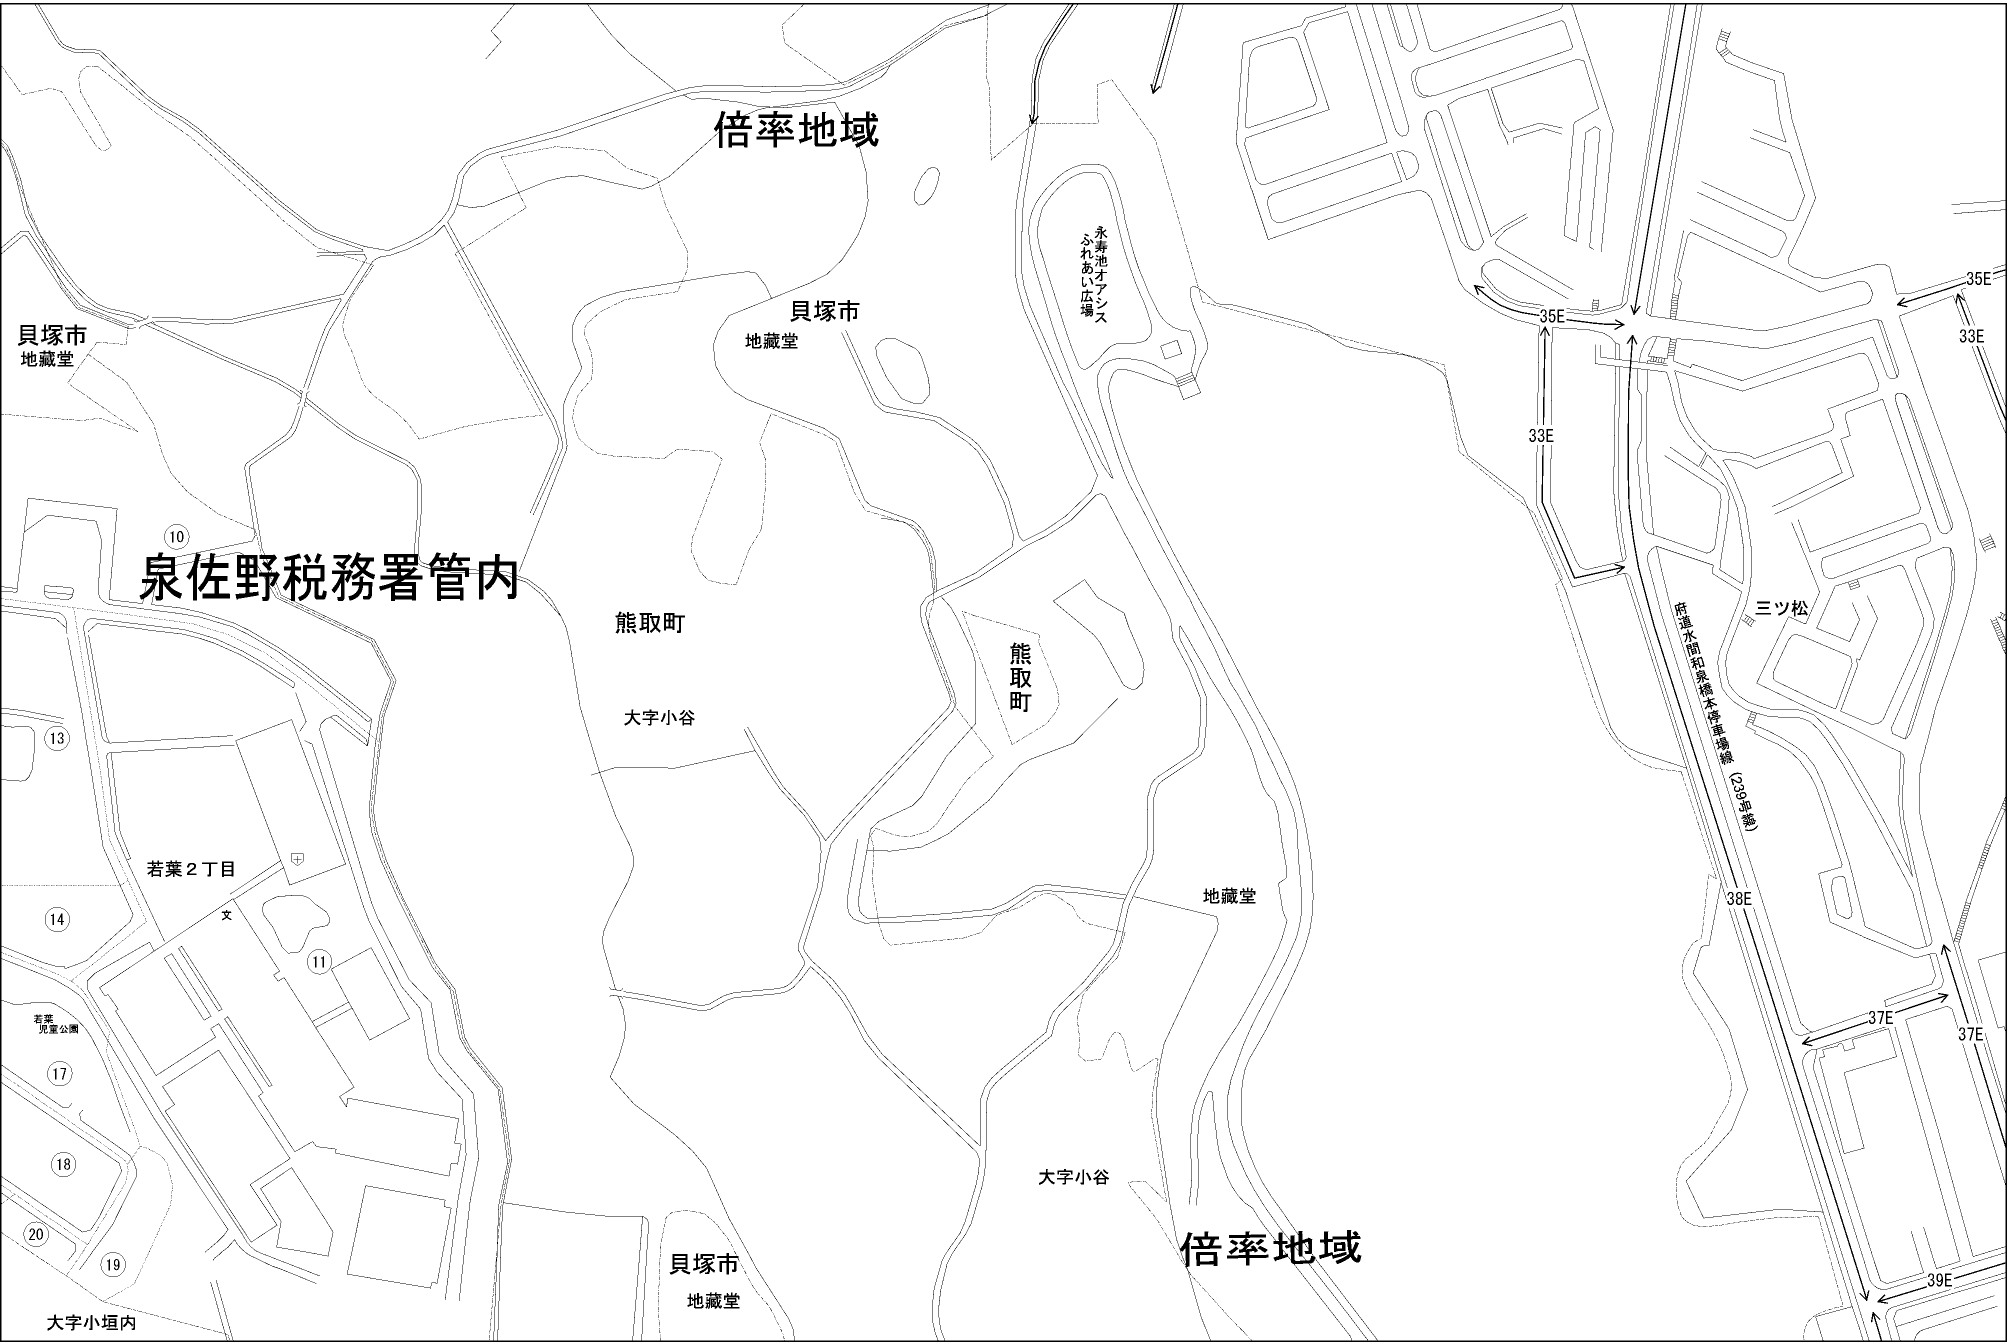 倍率地域
永寿池オアシス
ふれあい広場
35E
貝塚市
地藏堂
貝塚市
地藏堂
35E
33E
33E
10
泉佐野税務署管内
熊取町
三ツ松
府道水間和泉橋本停車場線(239号線)
熊取町
大字小谷
13
若葉2丁目
地藏堂
38E
14
文
11
若葉
児童公園
37E
37E
17
18
大字小谷
20
倍率地域
19
貝塚市
39E
地藏堂
大字小垣内